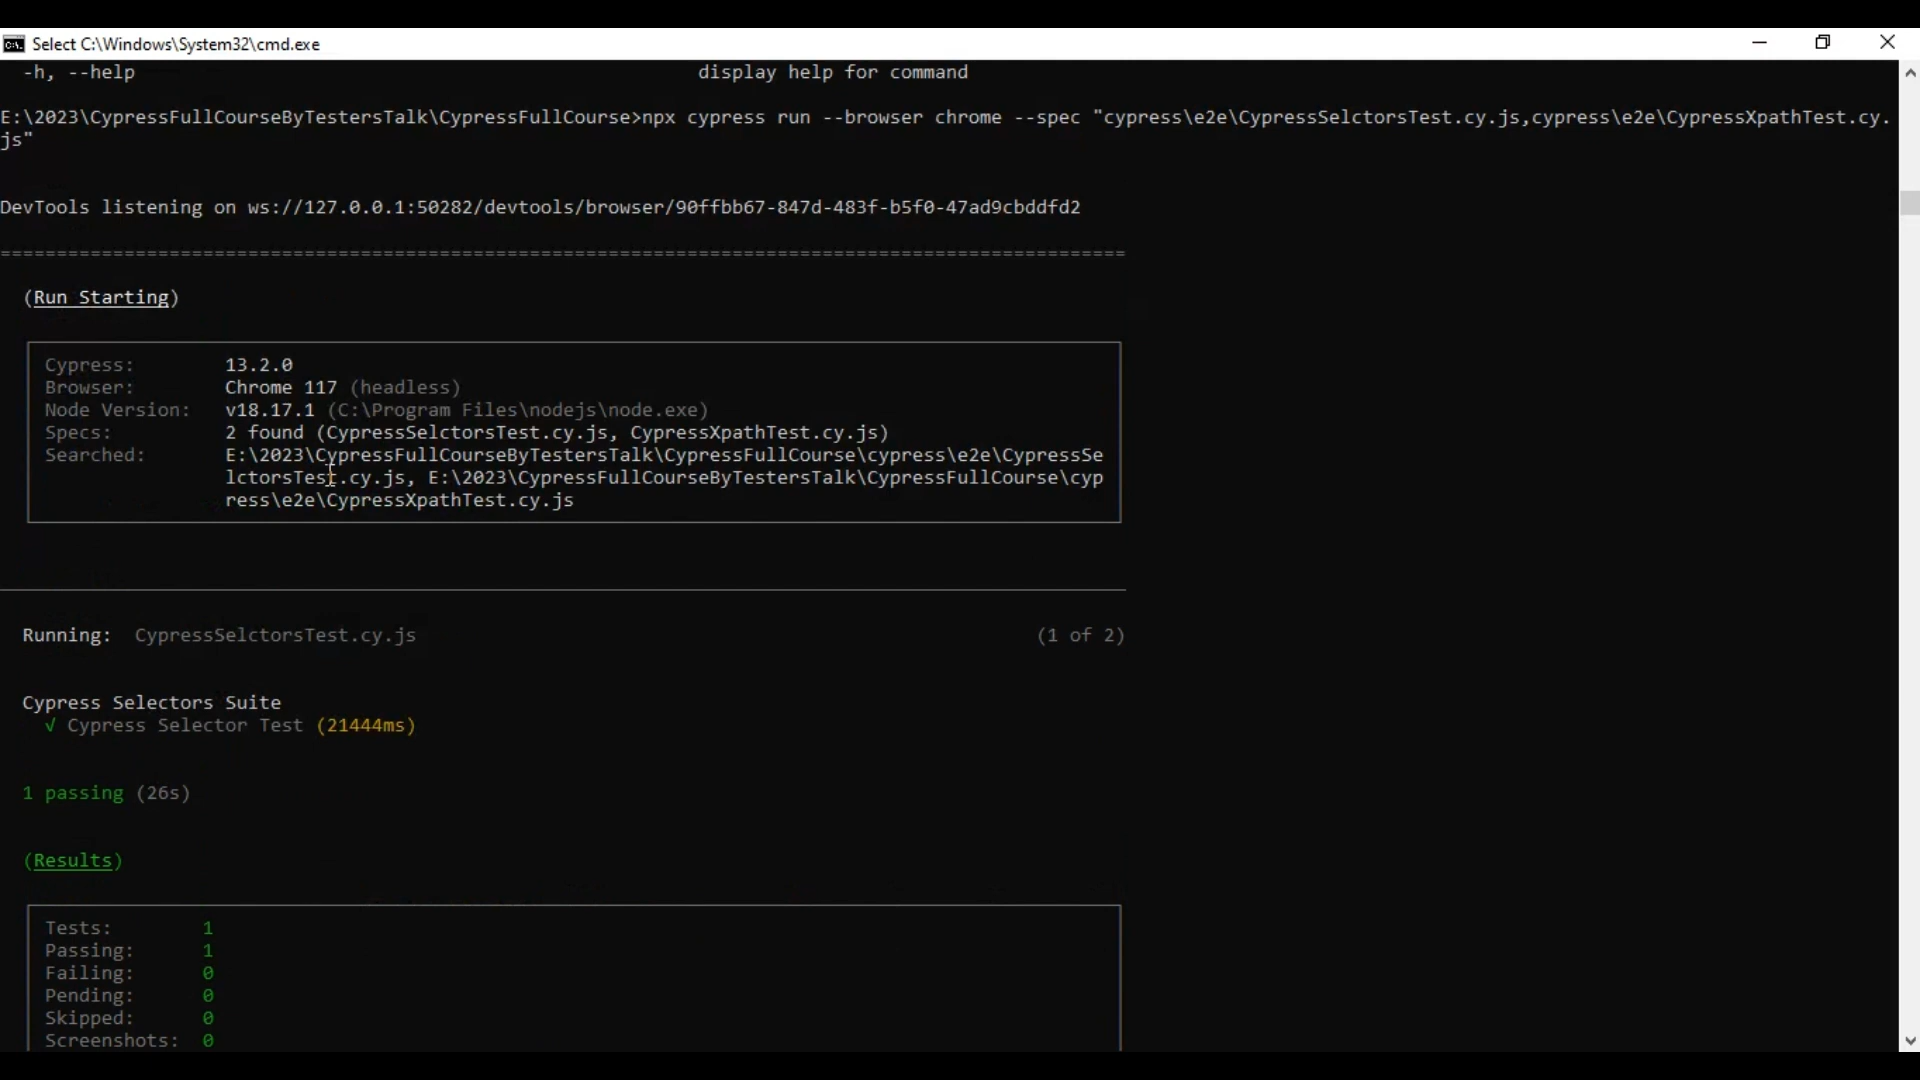 Select C:\Windows\System32\cmd.exe
-h, --help display help for command
E:\2023\CypressFullCourseByTestersTalk\CypressFullCourse>npx cypress run --browser chrome --spec "cypress\e2e\CypressSelctorsTest.cy.js,cypress\e2e\CypressXpathTest.cy.
js"
DevTools listening on ws://127.0.0.1:50282/devtools/browser/90ffbb67-847d-483f-b5f0-47ad9cbddfd2
====================================================================================================
(Run Starting)
Cypress: 13.2.0
Browser: Chrome 117 (headless)
Node Version: v18.17.1 (C:\Program Files\nodejs\node.exe)
Specs: 2 found (CypressSelctorsTest.cy.js, CypressXpathTest.cy.js)
Searched: E:\2023\CypressFullCourseByTestersTalk\CypressFullCourse\cypress\e2e\CypressSe
lctorsTest.cy.js, E:\2023\CypressFullCourseByTestersTalk\CypressFullCourse\cyp
ress\e2e\CypressXpathTest.cy.js
Running: CypressSelctorsTest.cy.js (1 of 2)
Cypress Selectors Suite
√ Cypress Selector Test (21444ms)
1 passing (26s)
(Results)
Tests: 1
Passing: 1
Failing: 0
Pending: 0
Skipped: 0
Screenshots: 0